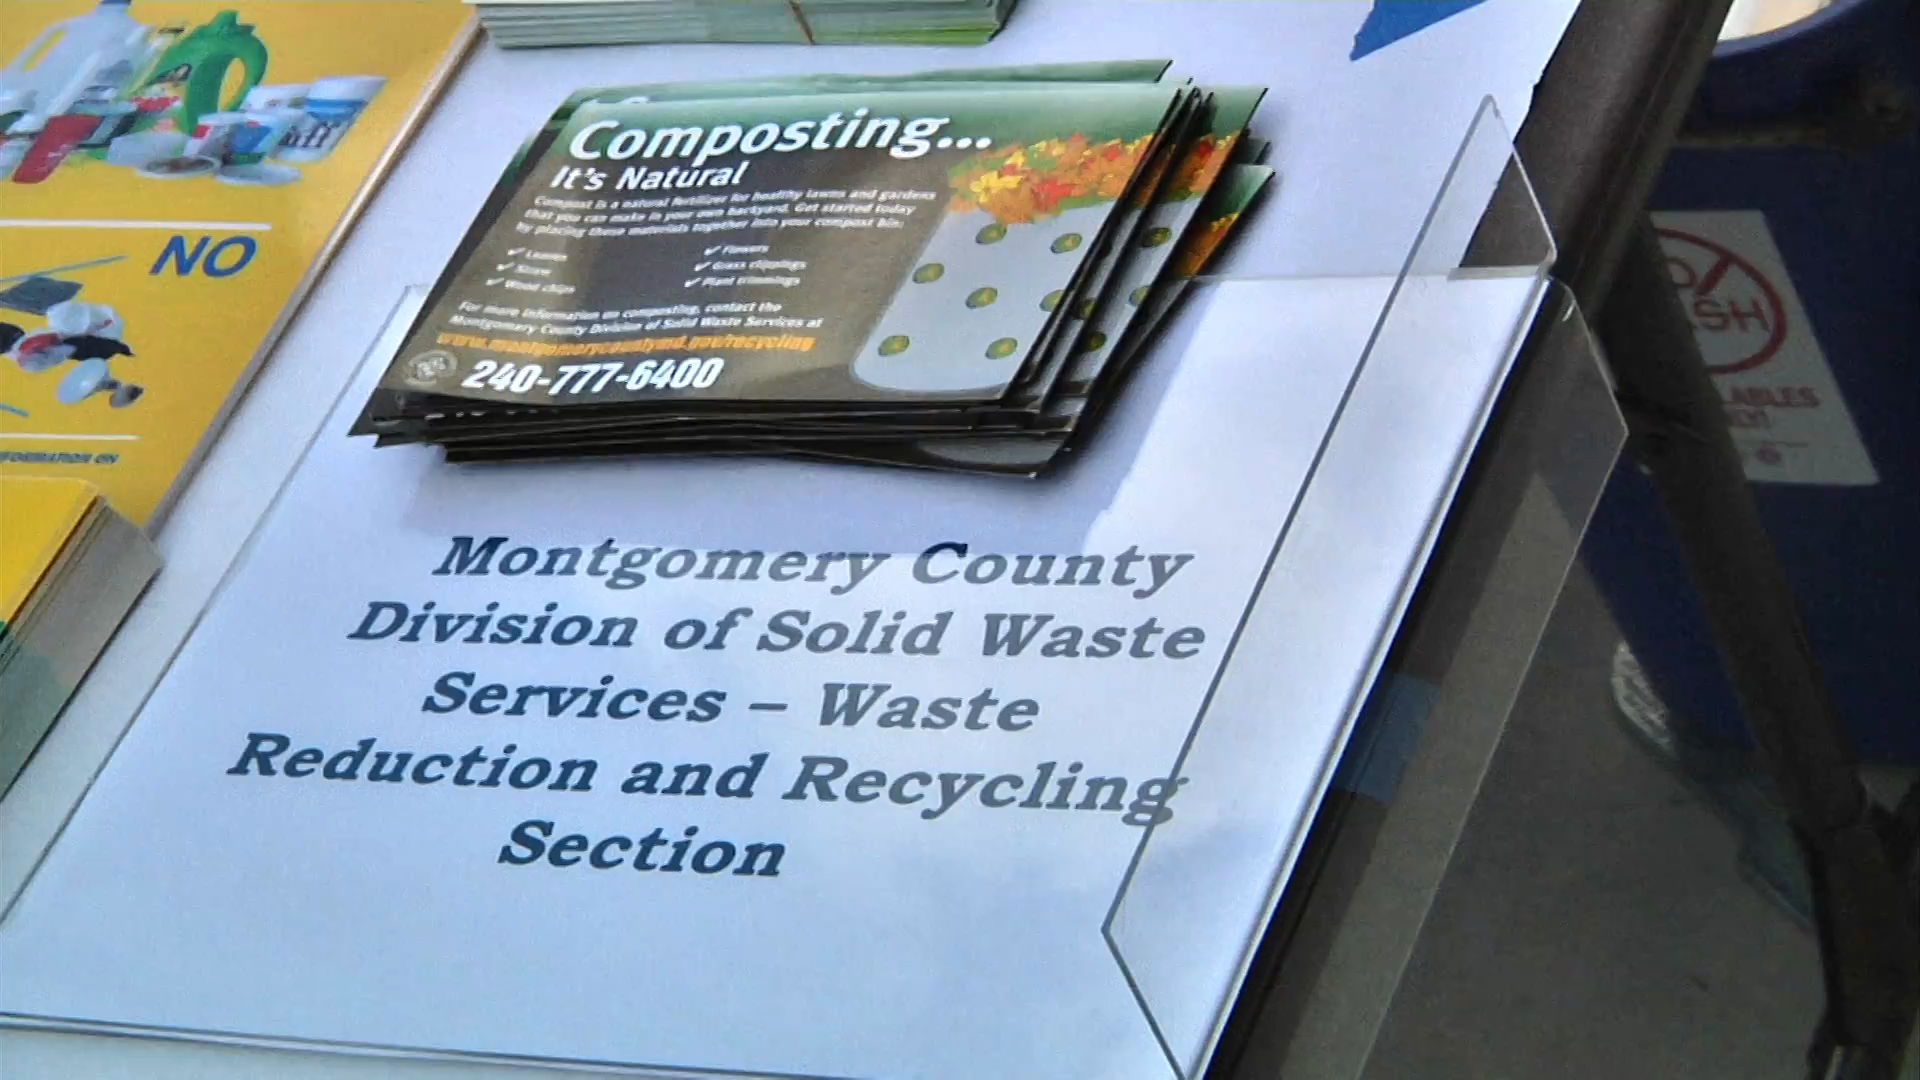 Composting...
It's Natural
Compost is a natural fertilizer for healthy lawns and gardens
that you can make in your own backyard. Get started today
by placing these materials together into your compost bin:
✓ Leaves
✓ Straw
✓ Wood chips
✓ Flowers
✓ Grass clippings
✓ Plant trimmings
For more information on composting, contact the
Montgomery County Division of Solid Waste Services at
www.montgomerycountymd.gov/recycling
240-777-6400
NO
INFORMATION ON
Montgomery County
Division of Solid Waste
Services – Waste
Reduction and Recycling
Section
ABLES